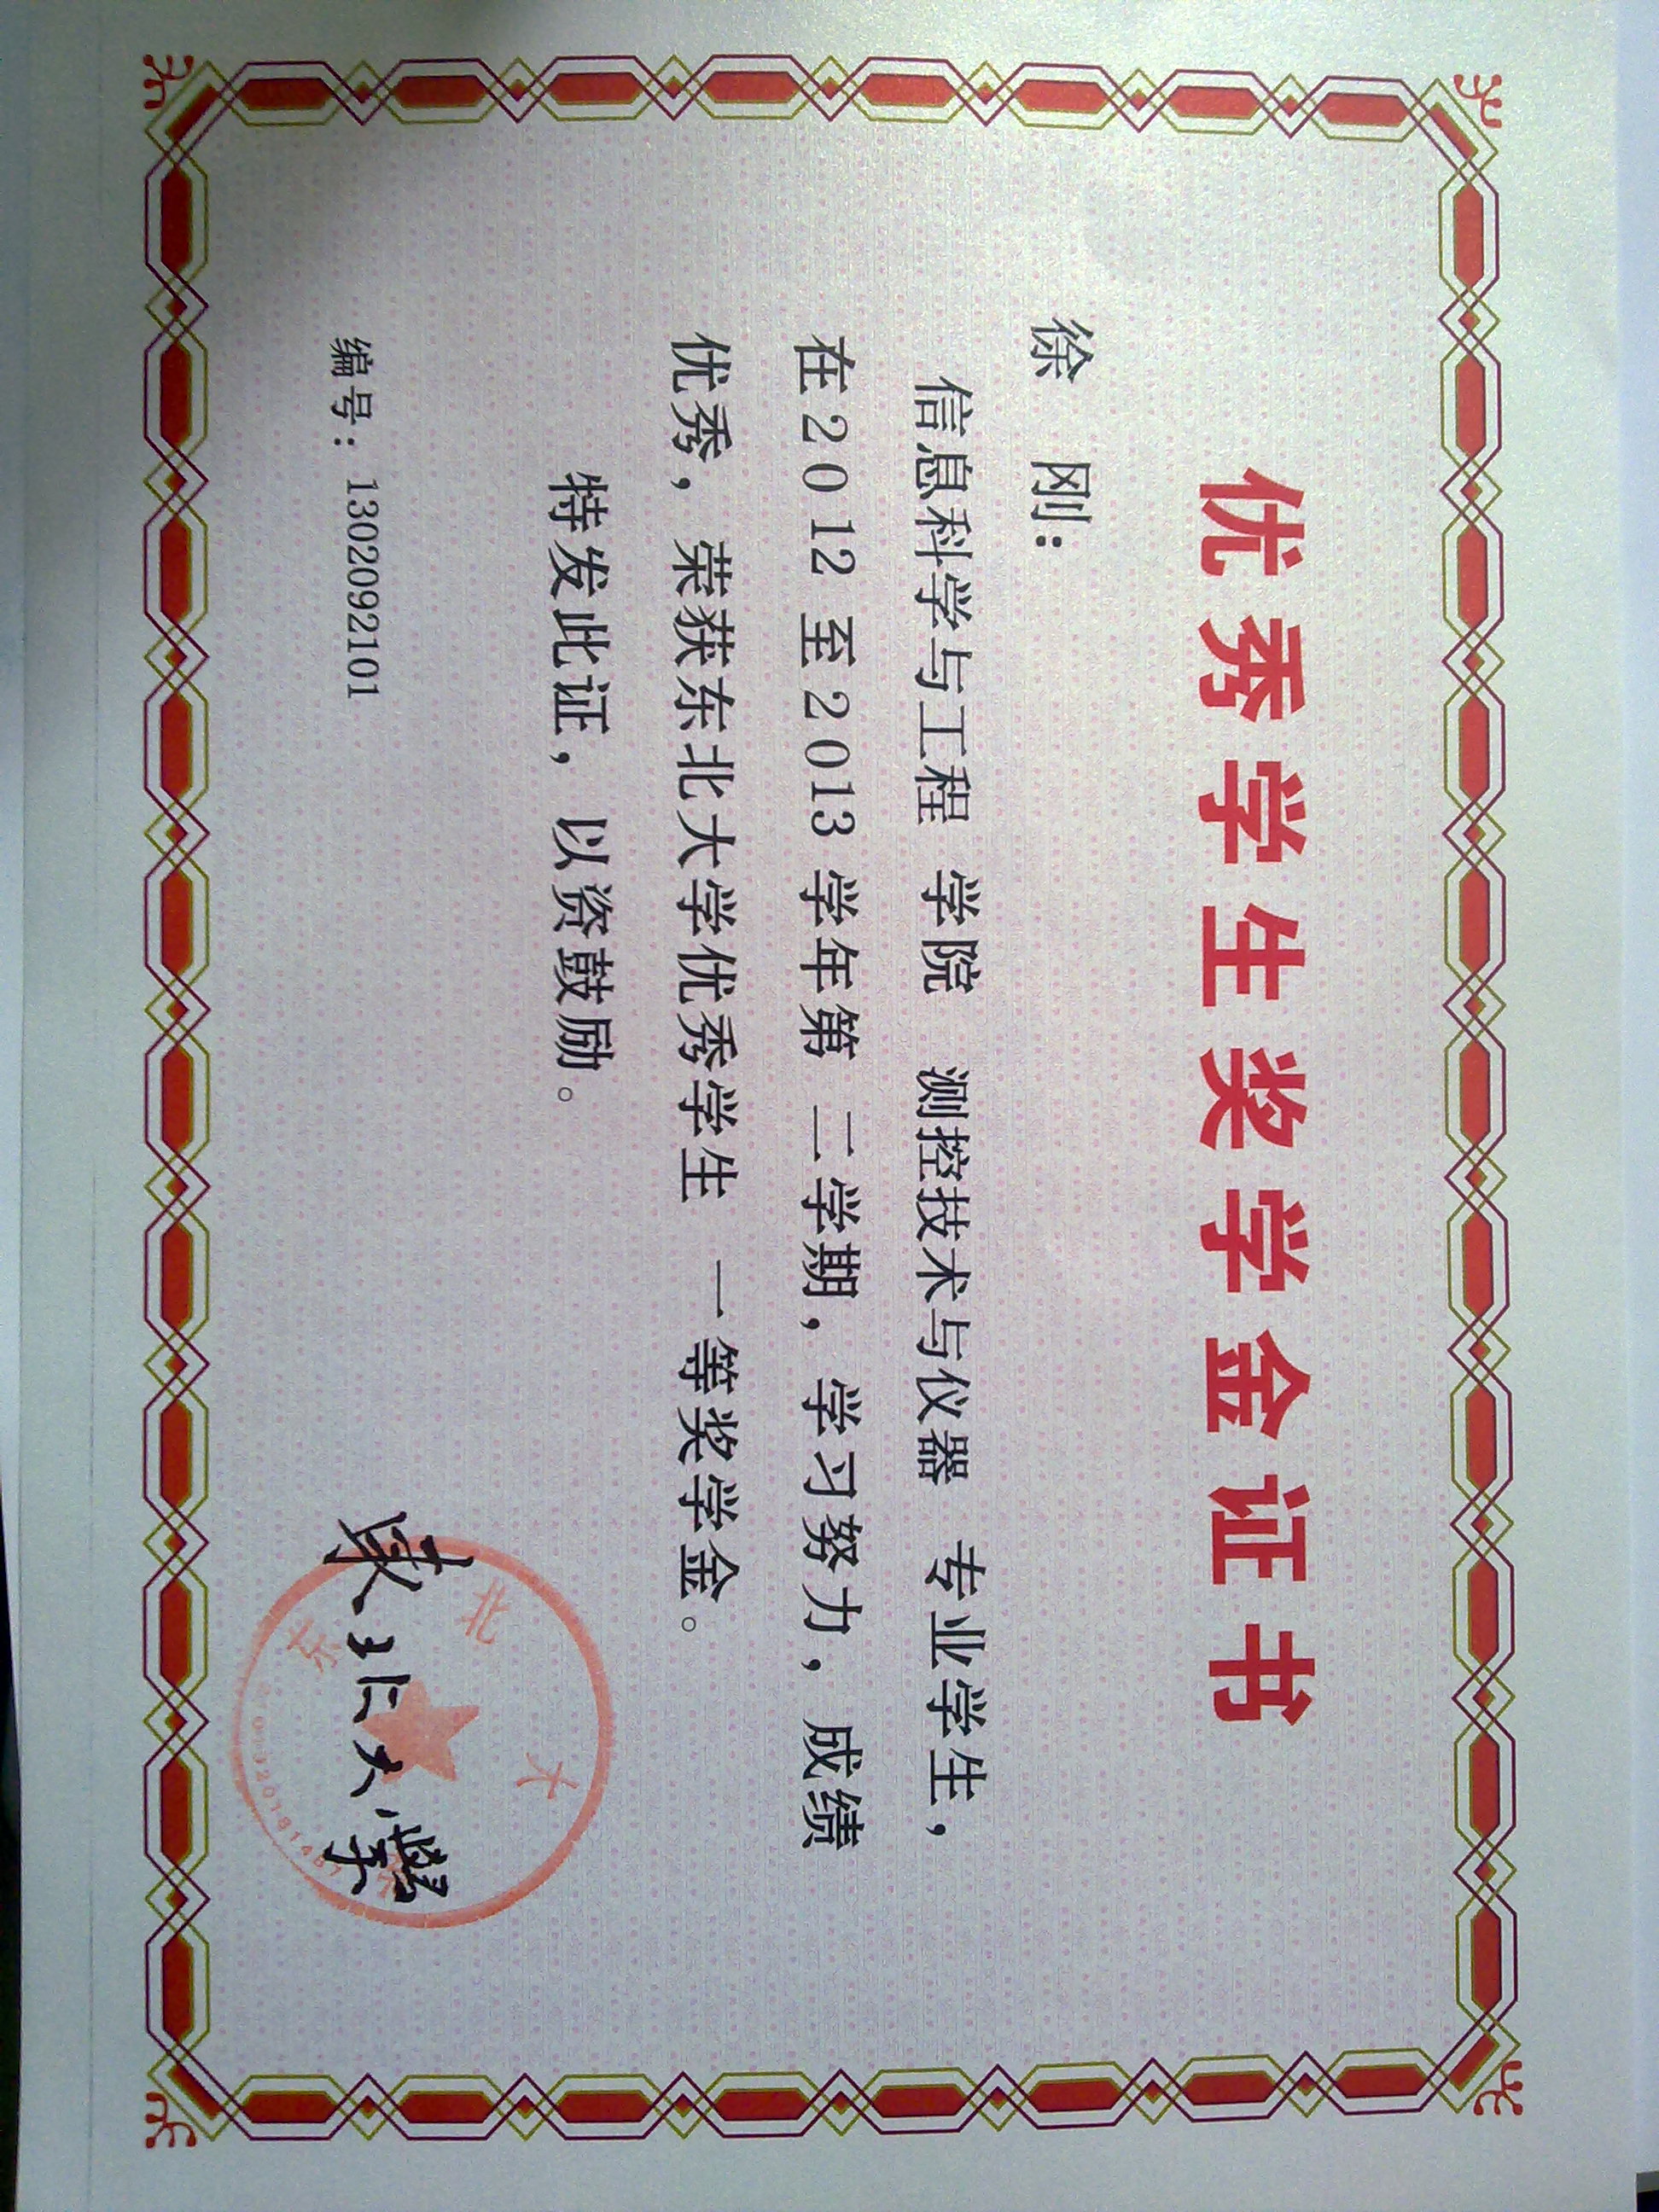 优秀学生奖学金证书
徐 刚：
信息科学与工程 学院 测控技术与仪器 专业学生，
在2012至2013学年第 二学期，学习努力，成绩
优秀，荣获东北大学优秀学生 一等奖学金。
特发此证，以资鼓励。
东北大
東北大學
编号：1302092101